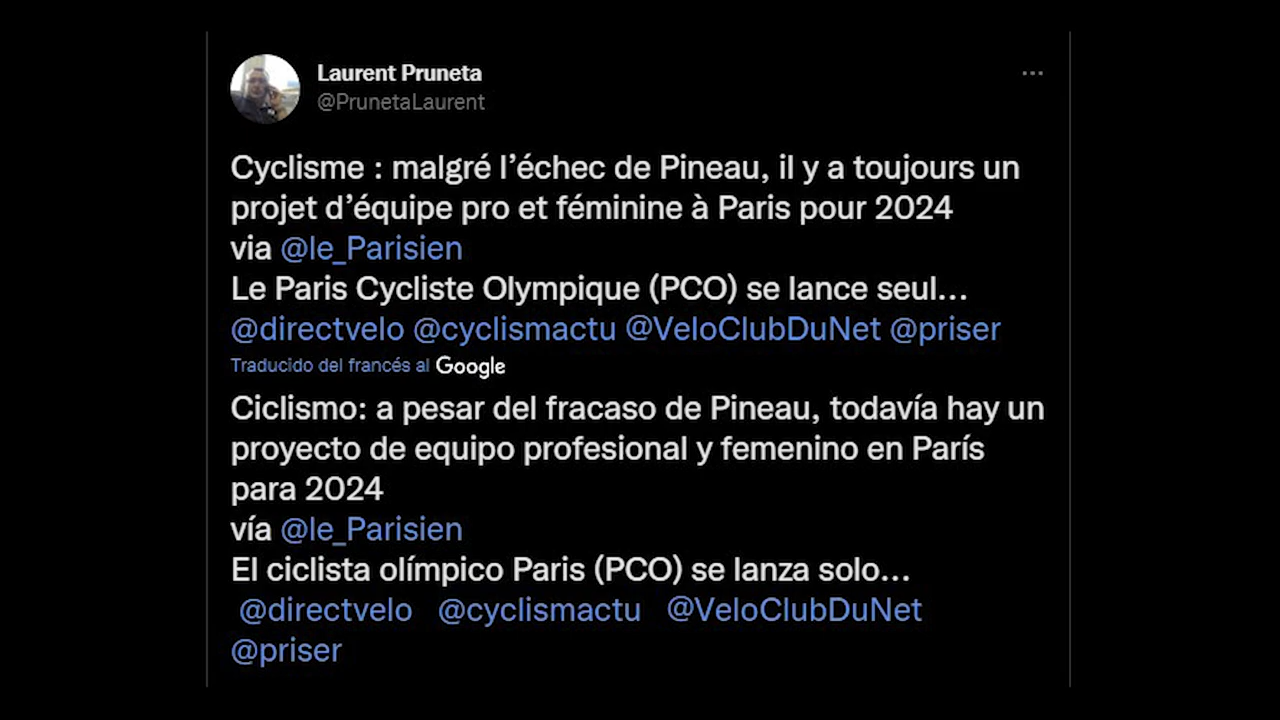 Laurent Pruneta
@PrunetaLaurent
Cyclisme : malgré l’échec de Pineau, il y a toujours un
projet d’équipe pro et féminine à Paris pour 2024
via @le_Parisien
Le Paris Cycliste Olympique (PCO) se lance seul...
@directvelo @cyclismactu @VeloClubDuNet @priser
Traducido del francés al Google
Ciclismo: a pesar del fracaso de Pineau, todavía hay un
proyecto de equipo profesional y femenino en París
para 2024
vía @le_Parisien
El ciclista olímpico Paris (PCO) se lanza solo...
@directvelo @cyclismactu @VeloClubDuNet
@priser